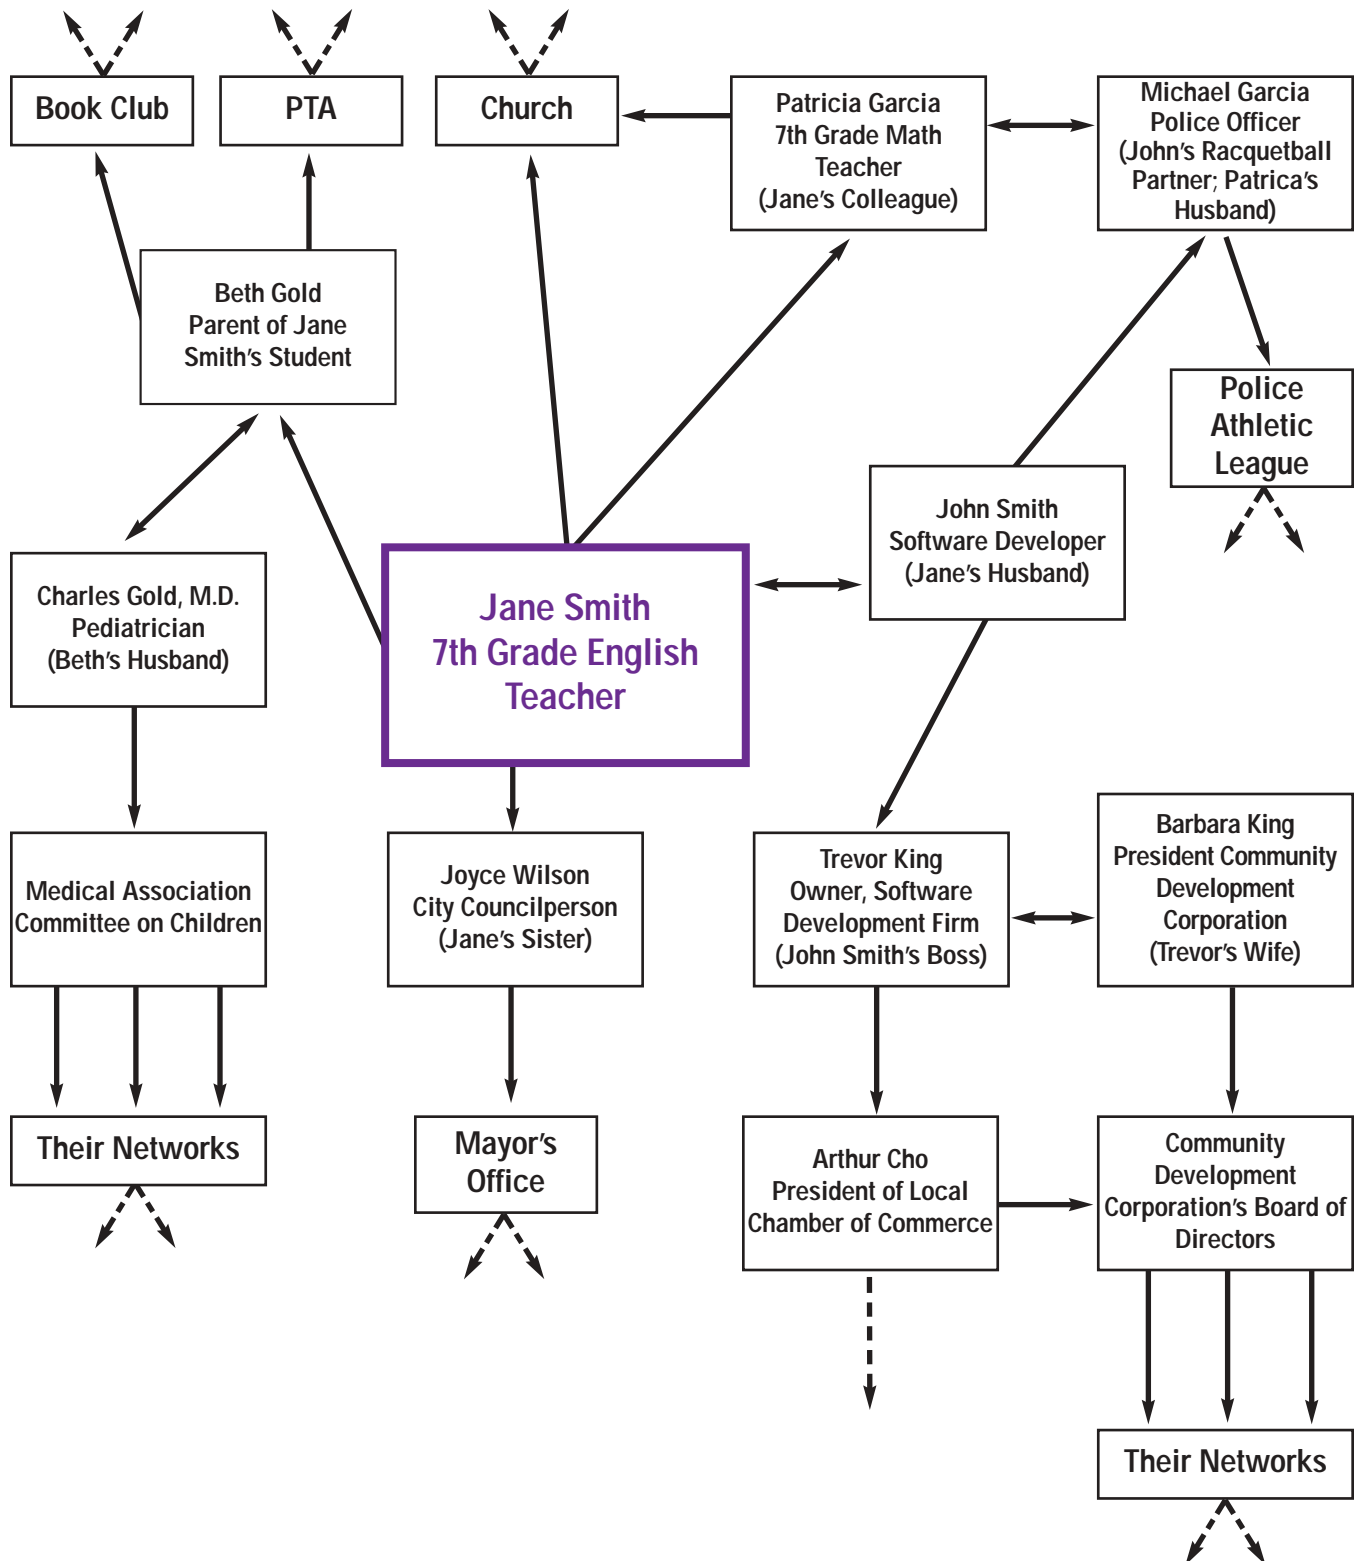 Book Club
PTA
Church
Patricia Garcia
7th Grade Math
Teacher
(Jane's Colleague)
Michael Garcia
Police Officer
(John's Racquetball
Partner; Patrica's
Husband)
Beth Gold
Parent of Jane
Smith's Student
Police
Athletic
League
John Smith
Software Developer
(Jane's Husband)
Charles Gold, M.D.
Pediatrician
(Beth's Husband)
Jane Smith
7th Grade English
Teacher
Medical Association
Committee on Children
Joyce Wilson
City Councilperson
(Jane's Sister)
Trevor King
Owner, Software
Development Firm
(John Smith's Boss)
Barbara King
President Community
Development
Corporation
(Trevor's Wife)
Their Networks
Mayor's
Office
Arthur Cho
President of Local
Chamber of Commerce
Community
Development
Corporation's Board of
Directors
Their Networks